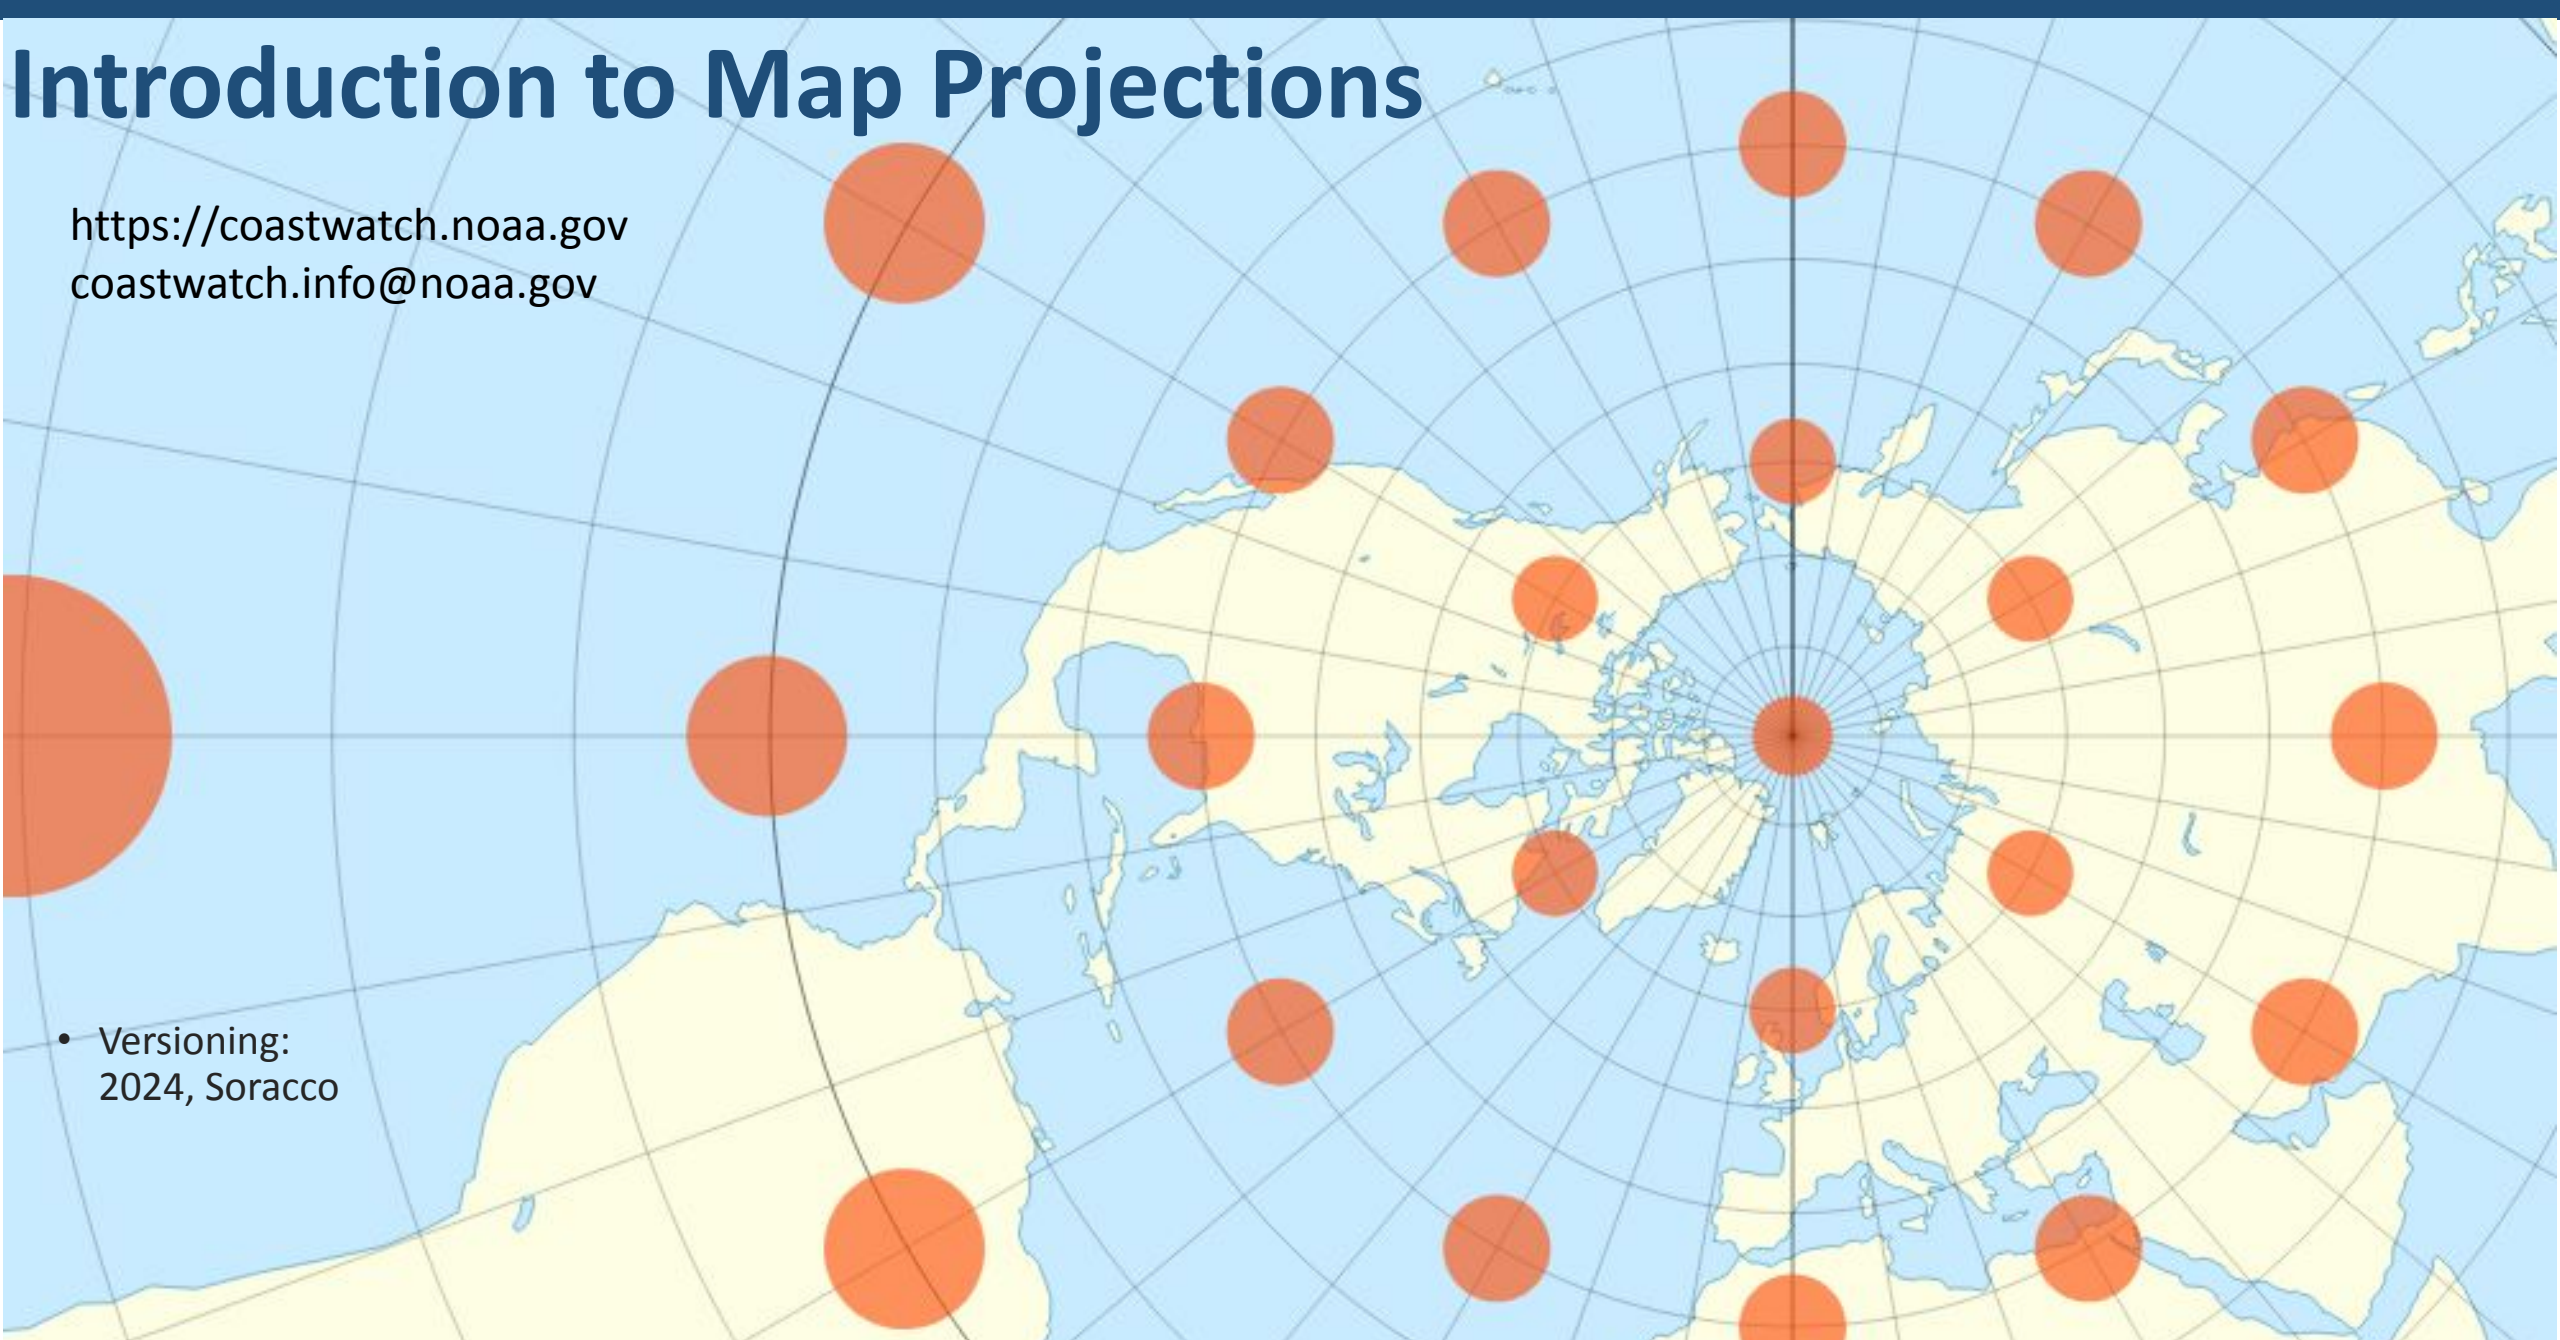 Introduction to Map Projections
https://coastwatch.noaa.gov
coastwatch.info@noaa.gov
• Versioning:
2024, Soracco